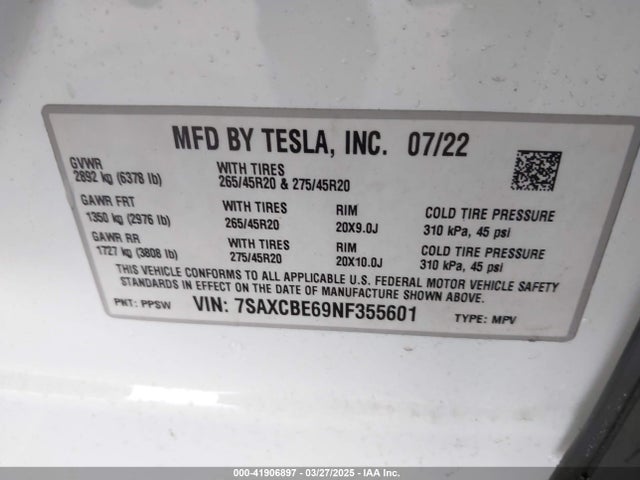 MFD BY TESLA, INC. 07/22
GVWR
2892 kg (6378 lb)
WITH TIRES
265/45R20 & 275/45R20
GAWR FRT
1350 kg (2976 lb)
WITH TIRES
265/45R20
RIM
20X9.0J
COLD TIRE PRESSURE
310 kPa, 45 psi
GAWR RR
1727 kg (3808 lb)
WITH TIRES
275/45R20
RIM
20X10.0J
COLD TIRE PRESSURE
310 kPa, 45 psi
THIS VEHICLE CONFORMS TO ALL APPLICABLE U.S. FEDERAL MOTOR VEHICLE SAFETY
STANDARDS IN EFFECT ON THE DATE OF MANUFACTURE SHOWN ABOVE.
PNT: PPSW VIN: 7SAXCBE69NF355601 TYPE: MPV
000-41906897 - 03/27/2025 - IAA Inc.